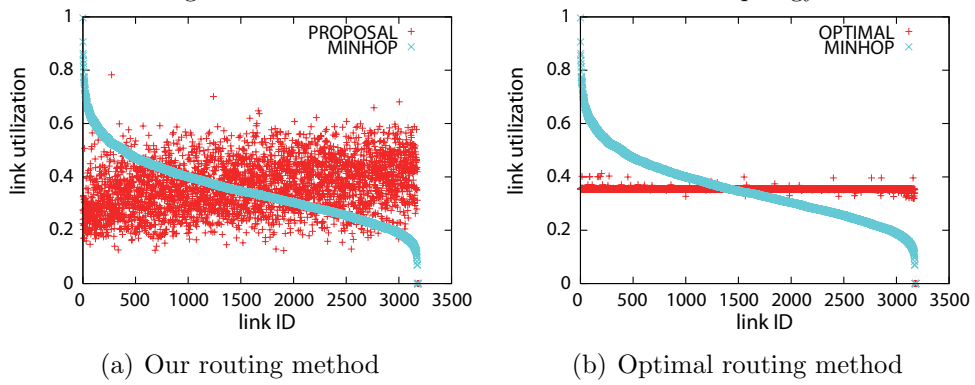 PROPOSAL
MINHOP
link utilization
1
0.8
0.6
0.4
0.2
0
0 500 1000 1500 2000 2500 3000 3500
link ID
(a) Our routing method
OPTIMAL
MINHOP
link utilization
1
0.8
0.6
0.4
0.2
0
0 500 1000 1500 2000 2500 3000 3500
link ID
(b) Optimal routing method